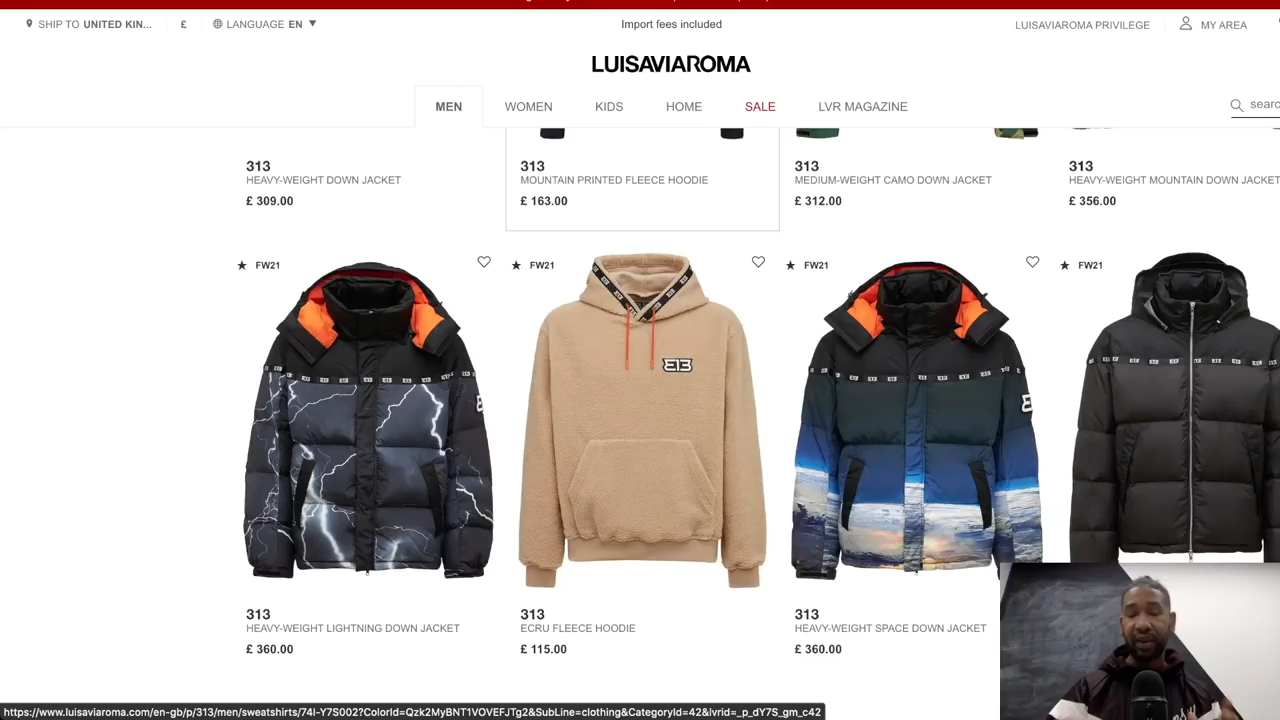 SHIP TO UNITED KIN... £ LANGUAGE EN ▼ Import fees included LUISAVIAROMA PRIVILEGE MY AREA
LUISAVIAROMA
MEN WOMEN KIDS HOME SALE LVR MAGAZINE
313 313 313 313
HEAVY-WEIGHT DOWN JACKET MOUNTAIN PRINTED FLEECE HOODIE MEDIUM-WEIGHT CAMO DOWN JACKET HEAVY-WEIGHT MOUNTAIN DOWN JACKET
£ 309.00 £ 163.00 £ 312.00 £ 356.00
★ FW21 ★ FW21 ★ FW21 ★ FW21
313
313 313 313
HEAVY-WEIGHT LIGHTNING DOWN JACKET ECRU FLEECE HOODIE HEAVY-WEIGHT SPACE DOWN JACKET
£ 360.00 £ 115.00 £ 360.00
https://www.luisaviaroma.com/en-gb/p/313/men/sweatshirts/74I-Y7S002?ColorId=Qzk2MyBNT1VOVEFJTg2&SubLine=clothing&CategoryId=42&lvrid=_p_dY7S_gm_c42